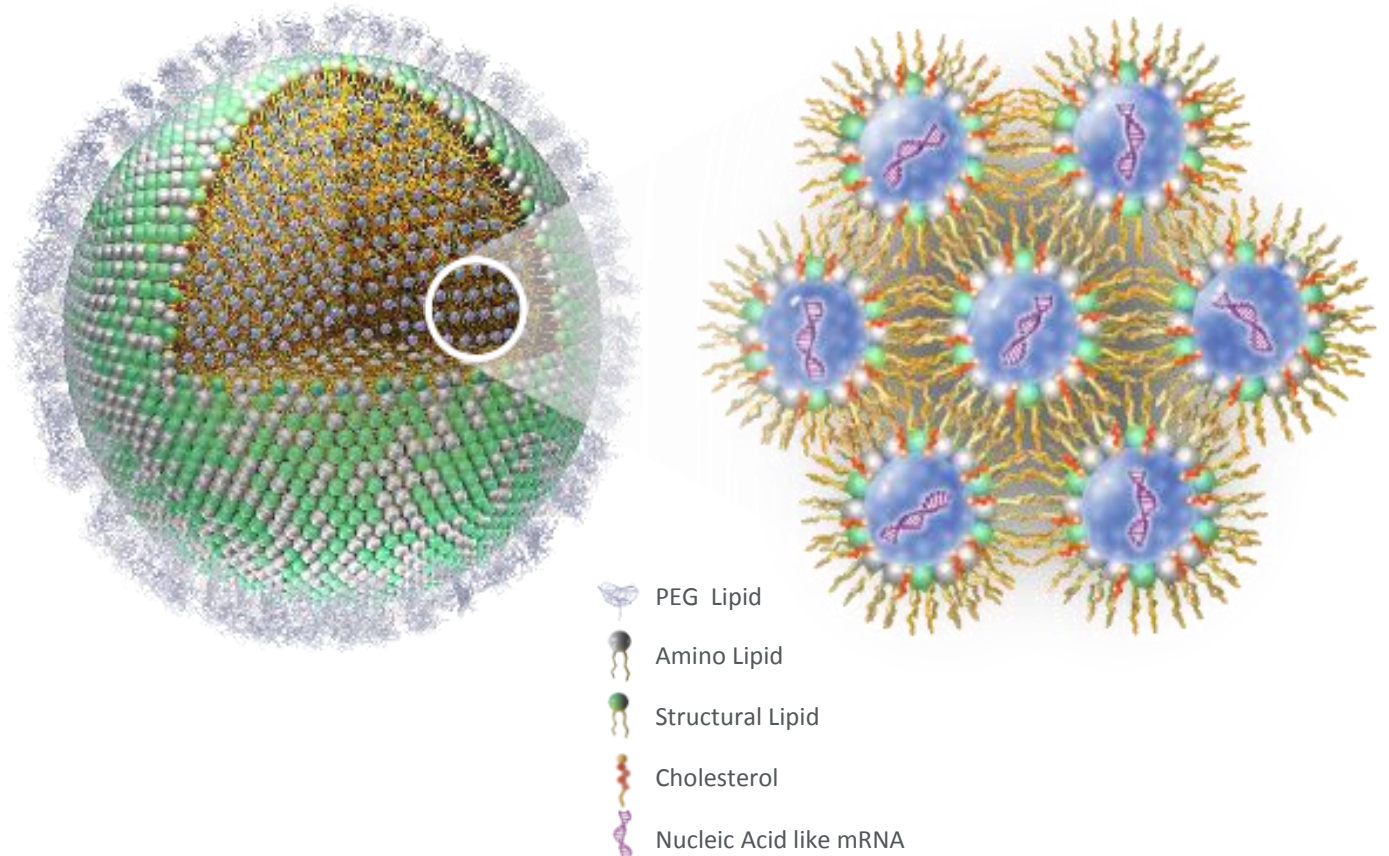 PEG Lipid
Amino Lipid
Structural Lipid
Cholesterol
Nucleic Acid like mRNA